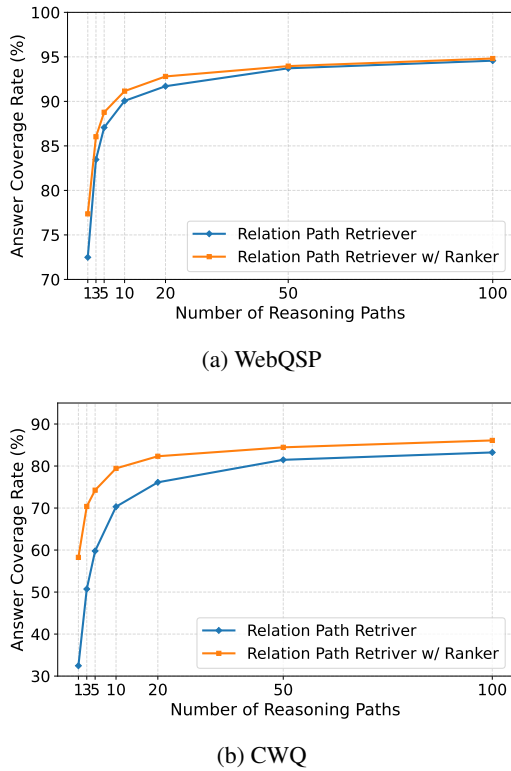 100
95
90
85
80
75
70
Answer Coverage Rate (%)
Relation Path Retriever
Relation Path Retriever w/ Ranker
1 3 5 10 20 50 100
Number of Reasoning Paths
(a) WebQSP
90
80
70
60
50
40
30
Answer Coverage Rate (%)
Relation Path Retriver
Relation Path Retriver w/ Ranker
1 3 5 10 20 50 100
Number of Reasoning Paths
(b) CWQ